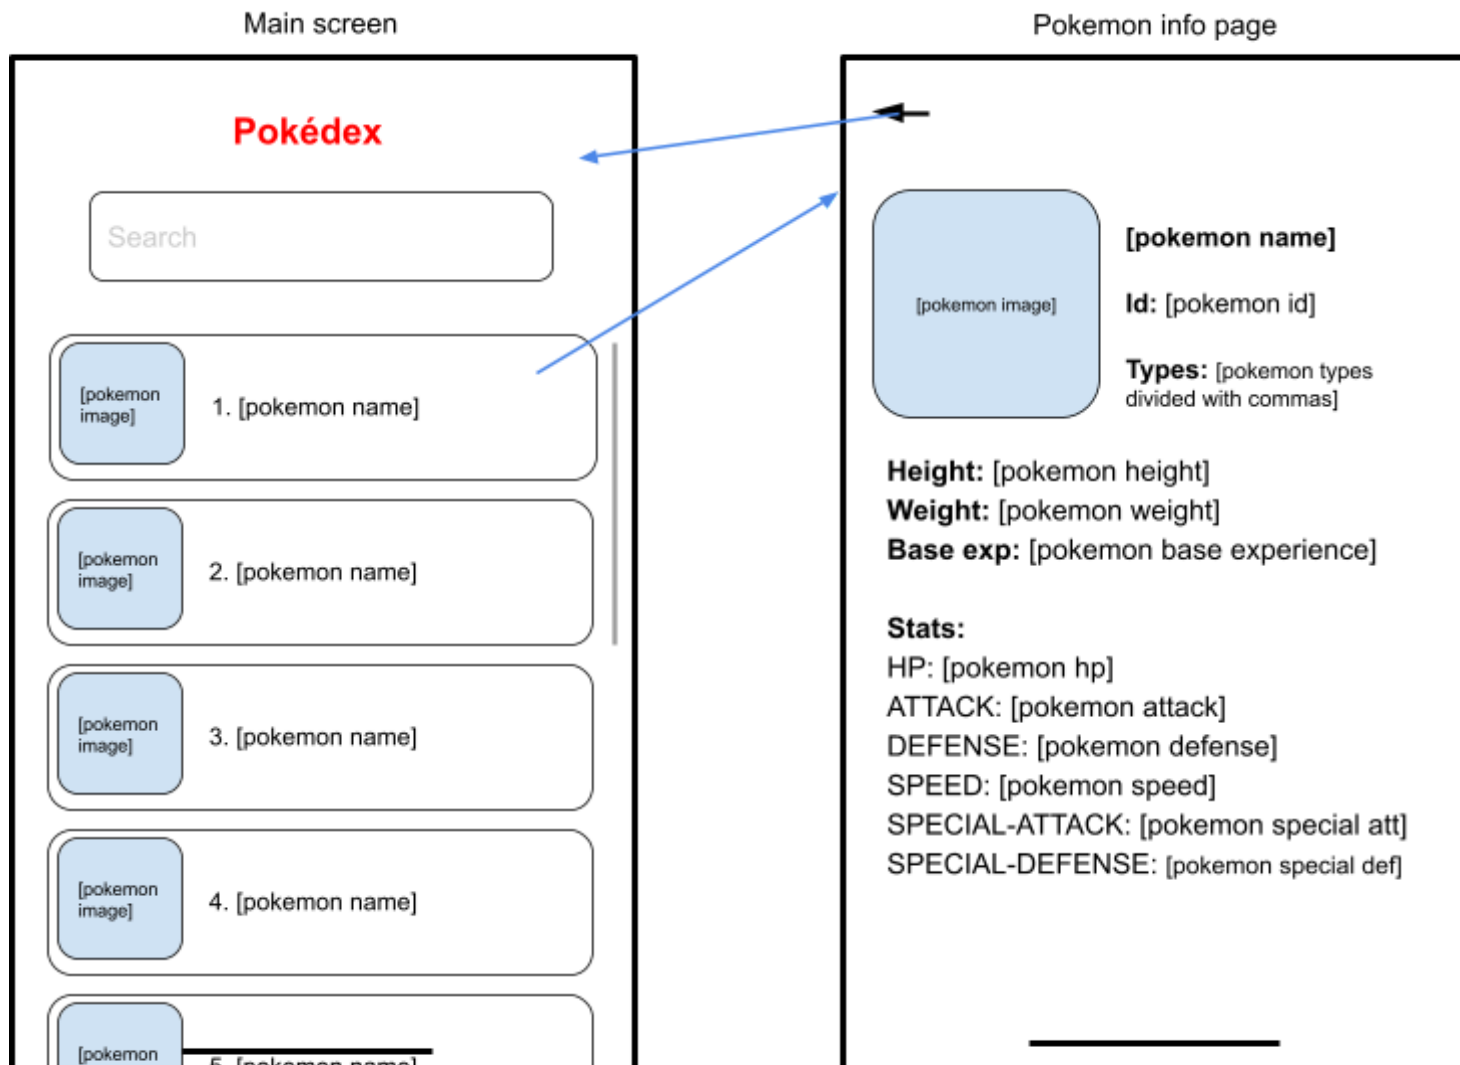 Main screen
Pokédex
Search
[pokemon
image]
1. [pokemon name]
[pokemon
image]
2. [pokemon name]
[pokemon
image]
3. [pokemon name]
[pokemon
image]
4. [pokemon name]
[pokemon
5. [pokemon name]
Pokemon info page
[pokemon image]
[pokemon name]
Id: [pokemon id]
Types: [pokemon types
divided with commas]
Height: [pokemon height]
Weight: [pokemon weight]
Base exp: [pokemon base experience]
Stats:
HP: [pokemon hp]
ATTACK: [pokemon attack]
DEFENSE: [pokemon defense]
SPEED: [pokemon speed]
SPECIAL-ATTACK: [pokemon special att]
SPECIAL-DEFENSE: [pokemon special def]